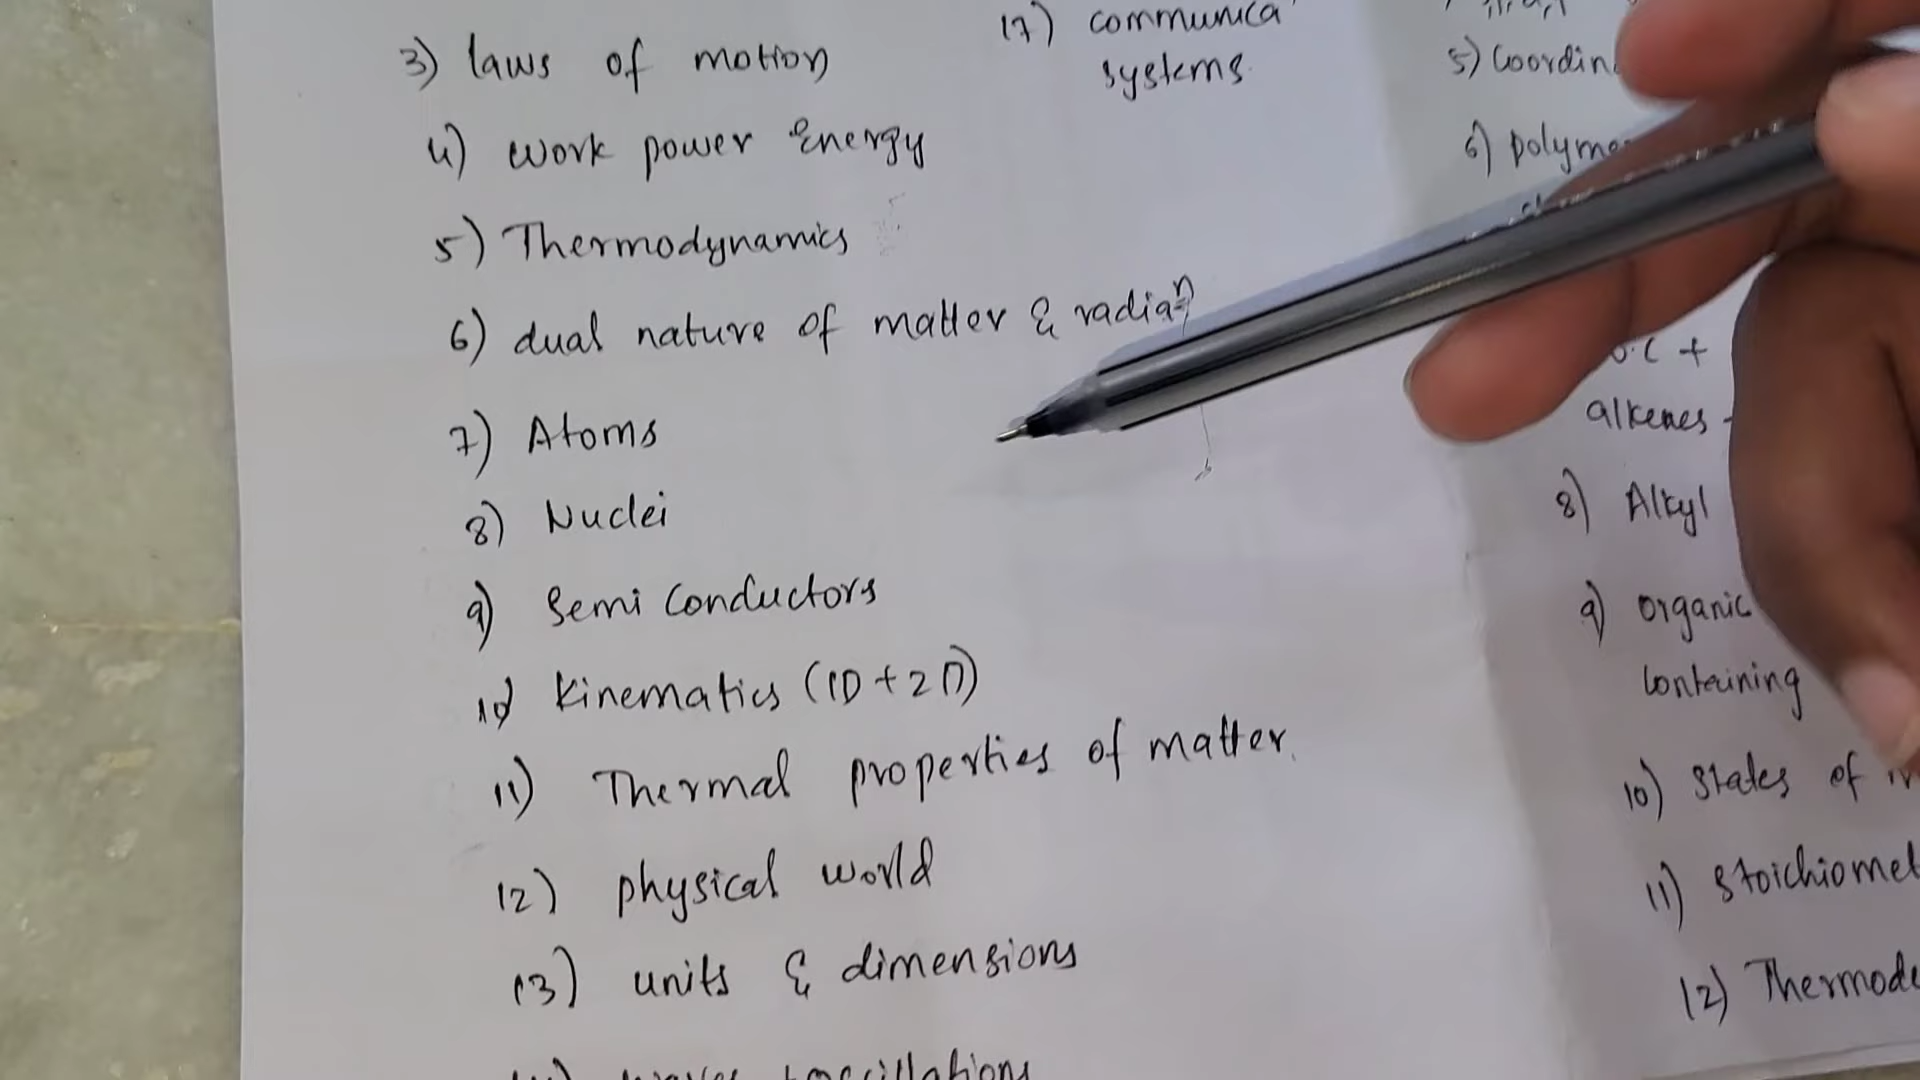 3) laws of motion
4) work power Energy
5) Thermodynamics
6) dual nature of matter & radiaⁿ
7) Atoms
8) Nuclei
9) Semi conductors
10) Kinematics (1D + 2D)
11) Thermal properties of matter.
12) physical world
13) units & dimensions
17) communica
systems.
5) Coordin
6) polyme
+
alkenes -
8) Alkyl
9) organic
containing
10) States of
11) Stoichiomet
12) Thermod